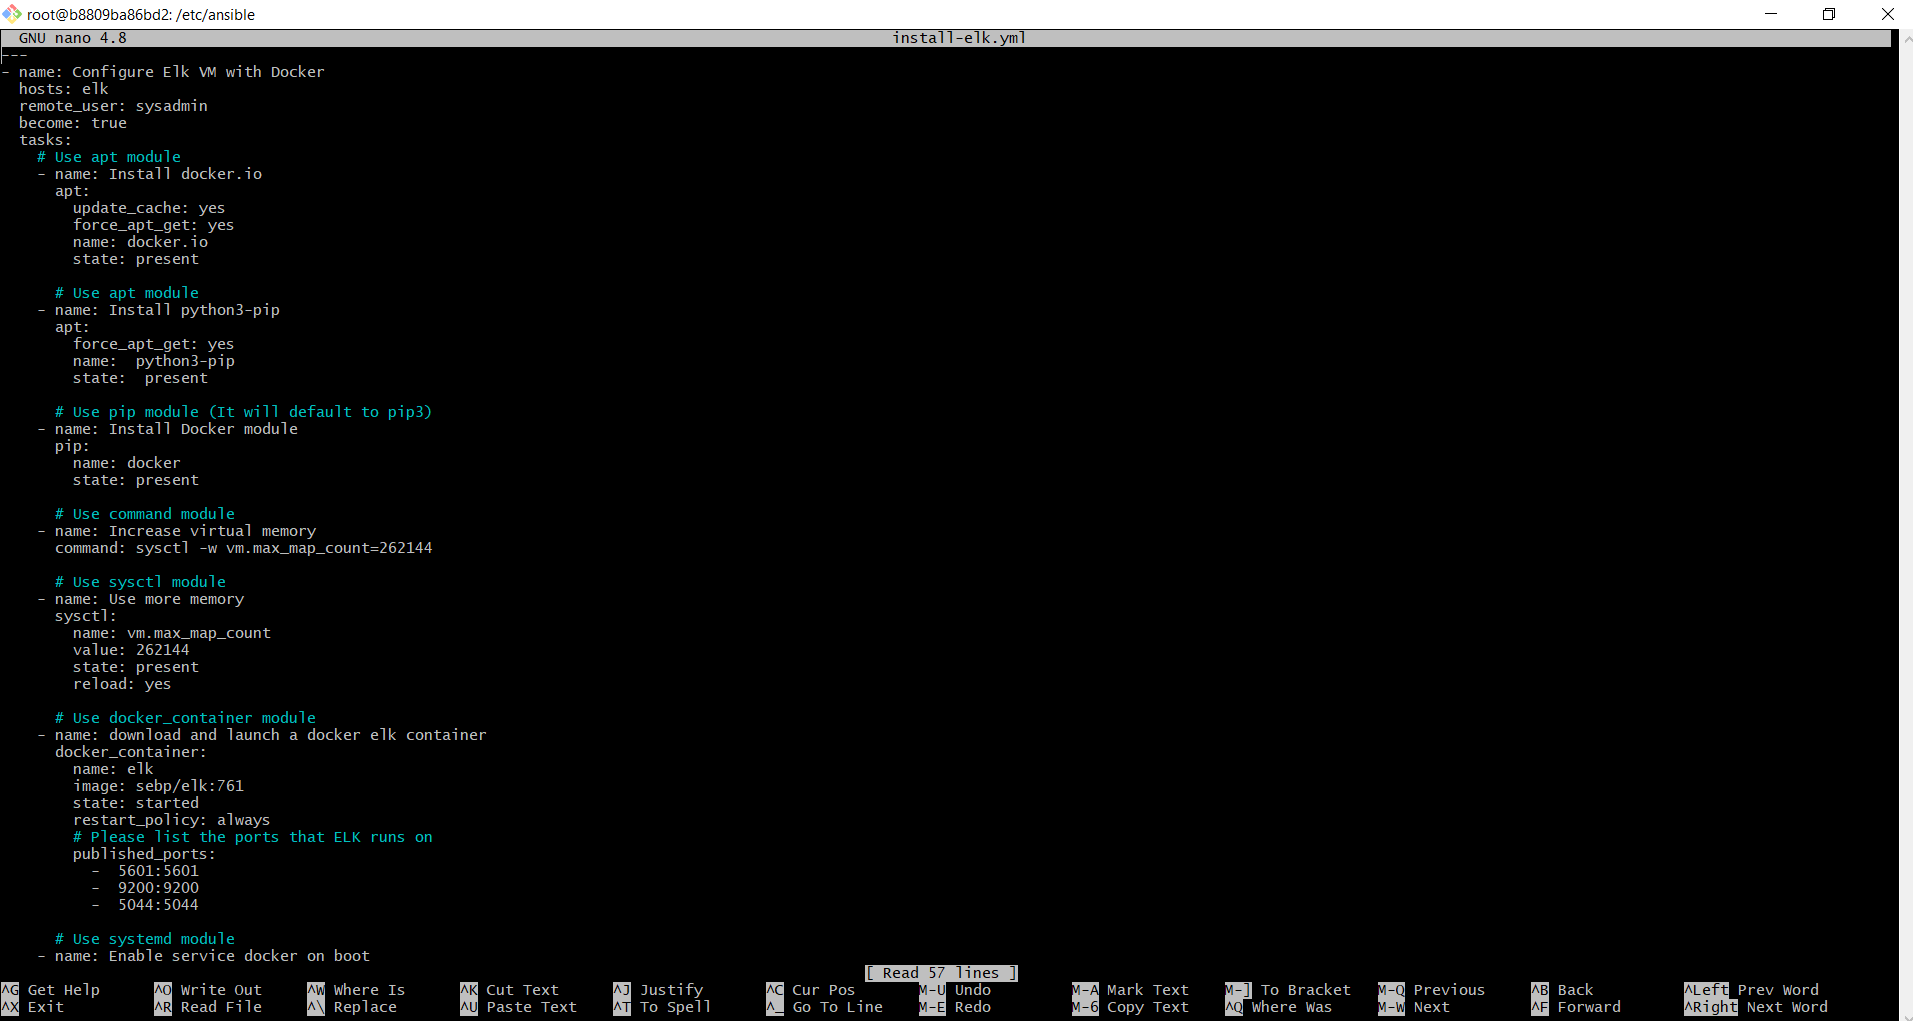 root@b8809ba86bd2: /etc/ansible
GNU nano 4.8 install-elk.yml
---
- name: Configure Elk VM with Docker
  hosts: elk
  remote_user: sysadmin
  become: true
  tasks:
    # Use apt module
    - name: Install docker.io
      apt:
        update_cache: yes
        force_apt_get: yes
        name: docker.io
        state: present

      # Use apt module
    - name: Install python3-pip
      apt:
        force_apt_get: yes
        name:  python3-pip
        state:  present

      # Use pip module (It will default to pip3)
    - name: Install Docker module
      pip:
        name: docker
        state: present

      # Use command module
    - name: Increase virtual memory
      command: sysctl -w vm.max_map_count=262144

      # Use sysctl module
    - name: Use more memory
      sysctl:
        name: vm.max_map_count
        value: 262144
        state: present
        reload: yes

      # Use docker_container module
    - name: download and launch a docker elk container
      docker_container:
        name: elk
        image: sebp/elk:761
        state: started
        restart_policy: always
        # Please list the ports that ELK runs on
        published_ports:
          -  5601:5601
          -  9200:9200
          -  5044:5044

      # Use systemd module
    - name: Enable service docker on boot
[ Read 57 lines ]
^G Get Help ^O Write Out ^W Where Is ^K Cut Text ^J Justify ^C Cur Pos M-U Undo M-A Mark Text M-] To Bracket M-Q Previous ^B Back ^Left Prev Word
^X Exit ^R Read File ^\ Replace ^U Paste Text ^T To Spell ^_ Go To Line M-E Redo M-6 Copy Text ^Q Where Was M-W Next ^F Forward ^Right Next Word